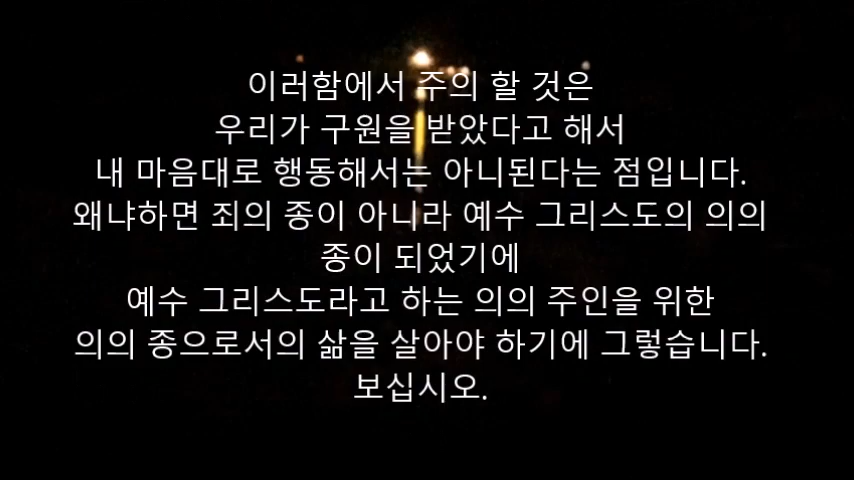 이러함에서 주의 할 것은
우리가 구원을 받았다고 해서
내 마음대로 행동해서는 아니된다는 점입니다.
왜냐하면 죄의 종이 아니라 예수 그리스도의 의의
종이 되었기에
예수 그리스도라고 하는 의의 주인을 위한
의의 종으로서의 삶을 살아야 하기에 그렇습니다.
보십시오.